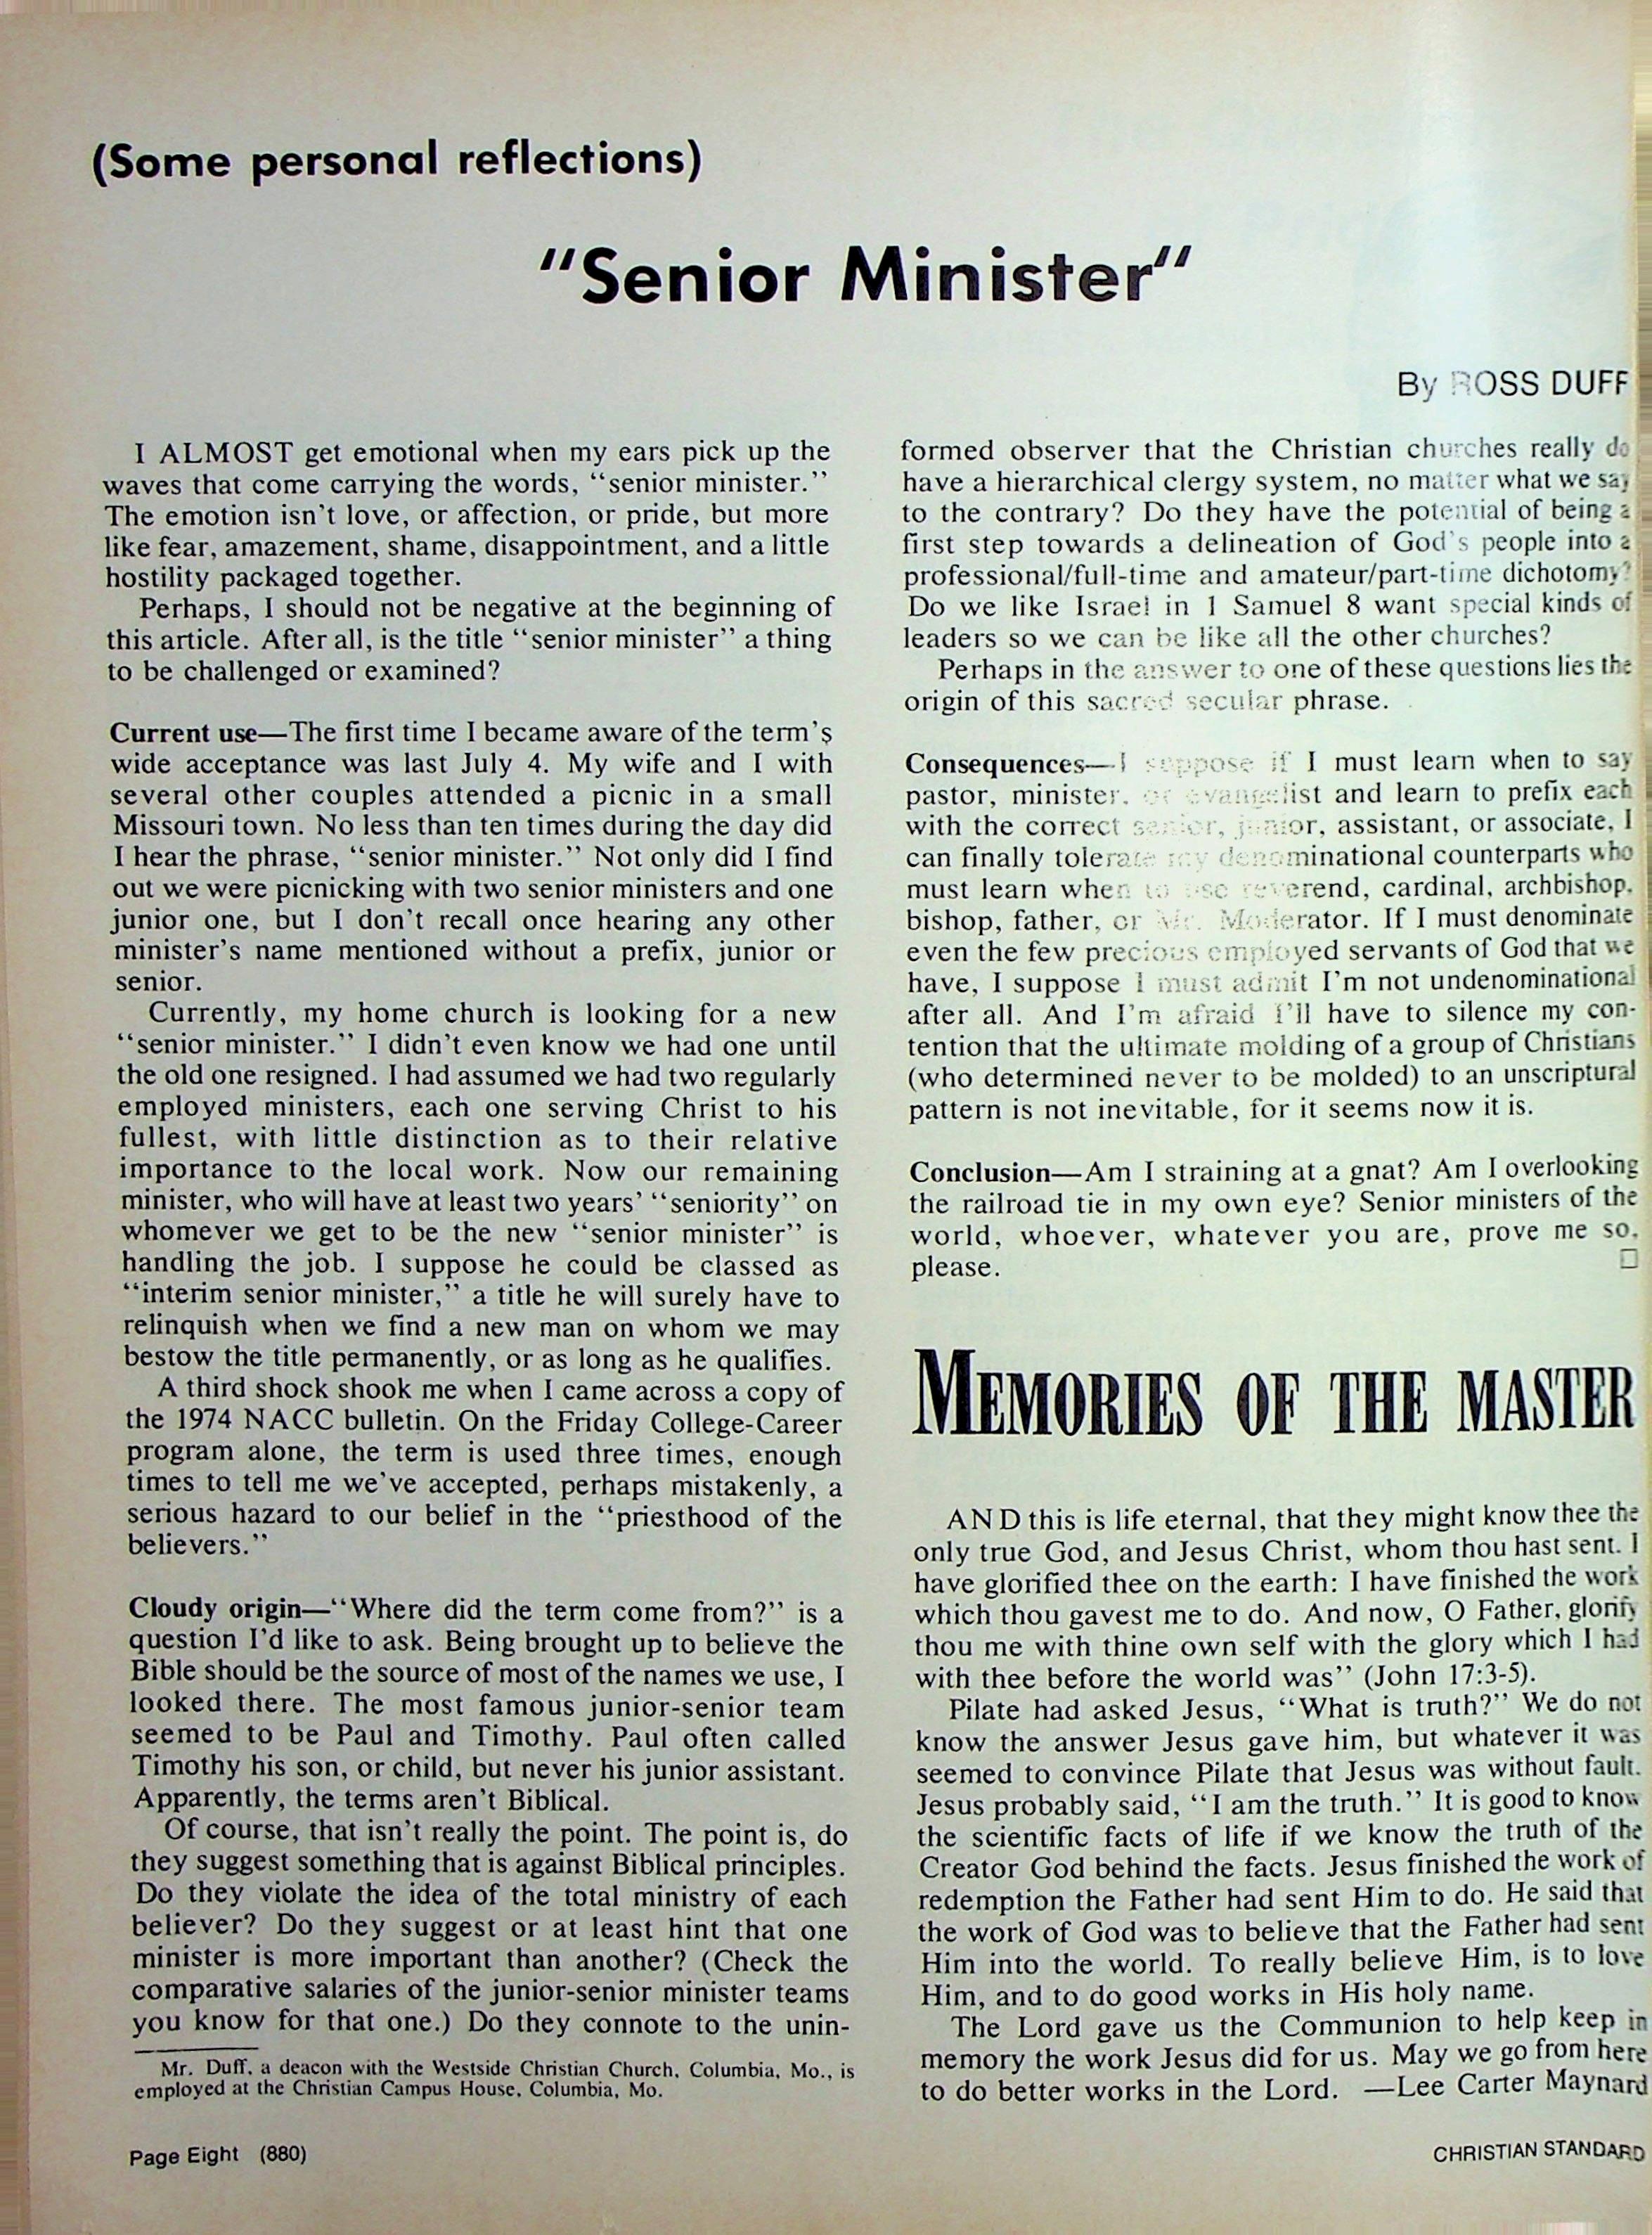 (Some personal reflections)
"Senior Minister"
By ROSS DUFF
I ALMOST get emotional when my ears pick up the
waves that come carrying the words, “senior minister.”
The emotion isn't love, or affection, or pride, but more
like fear, amazement, shame, disappointment, and a little
hostility packaged together.
Perhaps, I should not be negative at the beginning of
this article. After all, is the title “senior minister” a thing
to be challenged or examined?
Current use—The first time I became aware of the term's
wide acceptance was last July 4. My wife and I with
several other couples attended a picnic in a small
Missouri town. No less than ten times during the day did
I hear the phrase, “senior minister.” Not only did I find
out we were picnicking with two senior ministers and one
junior one, but I don't recall once hearing any other
minister's name mentioned without a prefix, junior or
senior.
Currently, my home church is looking for a new
“senior minister.” I didn't even know we had one until
the old one resigned. I had assumed we had two regularly
employed ministers, each one serving Christ to his
fullest, with little distinction as to their relative
importance to the local work. Now our remaining
minister, who will have at least two years' “seniority” on
whomever we get to be the new “senior minister” is
handling the job. I suppose he could be classed as
“interim senior minister,” a title he will surely have to
relinquish when we find a new man on whom we may
bestow the title permanently, or as long as he qualifies.
A third shock shook me when I came across a copy of
the 1974 NACC bulletin. On the Friday College-Career
program alone, the term is used three times, enough
times to tell me we've accepted, perhaps mistakenly, a
serious hazard to our belief in the “priesthood of the
believers.”
Cloudy origin—“Where did the term come from?” is a
question I'd like to ask. Being brought up to believe the
Bible should be the source of most of the names we use, I
looked there. The most famous junior-senior team
seemed to be Paul and Timothy. Paul often called
Timothy his son, or child, but never his junior assistant.
Apparently, the terms aren't Biblical.
Of course, that isn't really the point. The point is, do
they suggest something that is against Biblical principles.
Do they violate the idea of the total ministry of each
believer? Do they suggest or at least hint that one
minister is more important than another? (Check the
comparative salaries of the junior-senior minister teams
you know for that one.) Do they connote to the unin-
Mr. Duff, a deacon with the Westside Christian Church, Columbia, Mo., is
employed at the Christian Campus House, Columbia, Mo.
formed observer that the Christian churches really do
have a hierarchical clergy system, no matter what we say
to the contrary? Do they have the potential of being a
first step towards a delineation of God's people into a
professional/full-time and amateur/part-time dichotomy?
Do we like Israel in 1 Samuel 8 want special kinds of
leaders so we can be like all the other churches?
Perhaps in the answer to one of these questions lies the
origin of this sacred secular phrase.
Consequences—I suppose if I must learn when to say
pastor, minister, or evangelist and learn to prefix each
with the correct senior, junior, assistant, or associate, I
can finally tolerate my denominational counterparts who
must learn when to use reverend, cardinal, archbishop,
bishop, father, or Mr. Moderator. If I must denominate
even the few precious employed servants of God that we
have, I suppose I must admit I'm not undenominational
after all. And I'm afraid I'll have to silence my con-
tention that the ultimate molding of a group of Christians
(who determined never to be molded) to an unscriptural
pattern is not inevitable, for it seems now it is.
Conclusion—Am I straining at a gnat? Am I overlooking
the railroad tie in my own eye? Senior ministers of the
world, whoever, whatever you are, prove me so,
please. □
MEMORIES OF THE MASTER
AND this is life eternal, that they might know thee the
only true God, and Jesus Christ, whom thou hast sent. I
have glorified thee on the earth: I have finished the work
which thou gavest me to do. And now, O Father, glorify
thou me with thine own self with the glory which I had
with thee before the world was” (John 17:3-5).
Pilate had asked Jesus, “What is truth?” We do not
know the answer Jesus gave him, but whatever it was
seemed to convince Pilate that Jesus was without fault.
Jesus probably said, “I am the truth.” It is good to know
the scientific facts of life if we know the truth of the
Creator God behind the facts. Jesus finished the work of
redemption the Father had sent Him to do. He said that
the work of God was to believe that the Father had sent
Him into the world. To really believe Him, is to love
Him, and to do good works in His holy name.
The Lord gave us the Communion to help keep in
memory the work Jesus did for us. May we go from here
to do better works in the Lord. —Lee Carter Maynard
Page Eight (880)
CHRISTIAN STANDARD